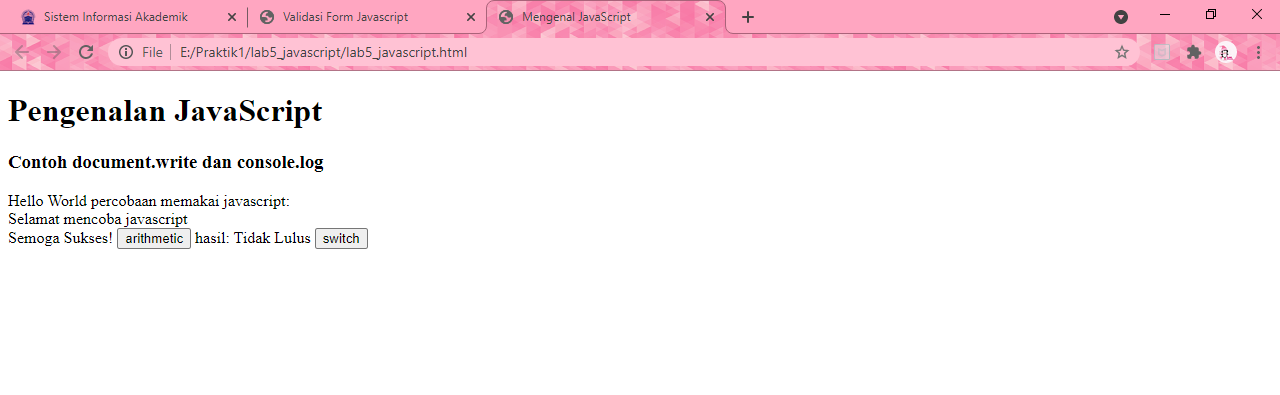 Sistem Informasi Akademik
Validasi Form Javascript
Mengenal JavaScript
File
E:/Praktik1/lab5_javascript/lab5_javascript.html
Pengenalan JavaScript
Contoh document.write dan console.log
Hello World percobaan memakai javascript:
Selamat mencoba javascript
Semoga Sukses! arithmetic hasil: Tidak Lulus switch